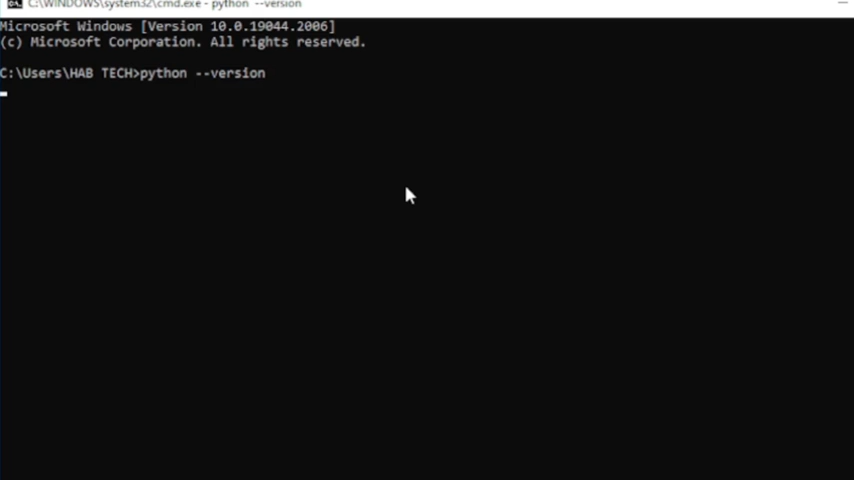 C:\WINDOWS\system32\cmd.exe - python --version
Microsoft Windows [Version 10.0.19044.2006]
(c) Microsoft Corporation. All rights reserved.
C:\Users\HAB TECH>python --version